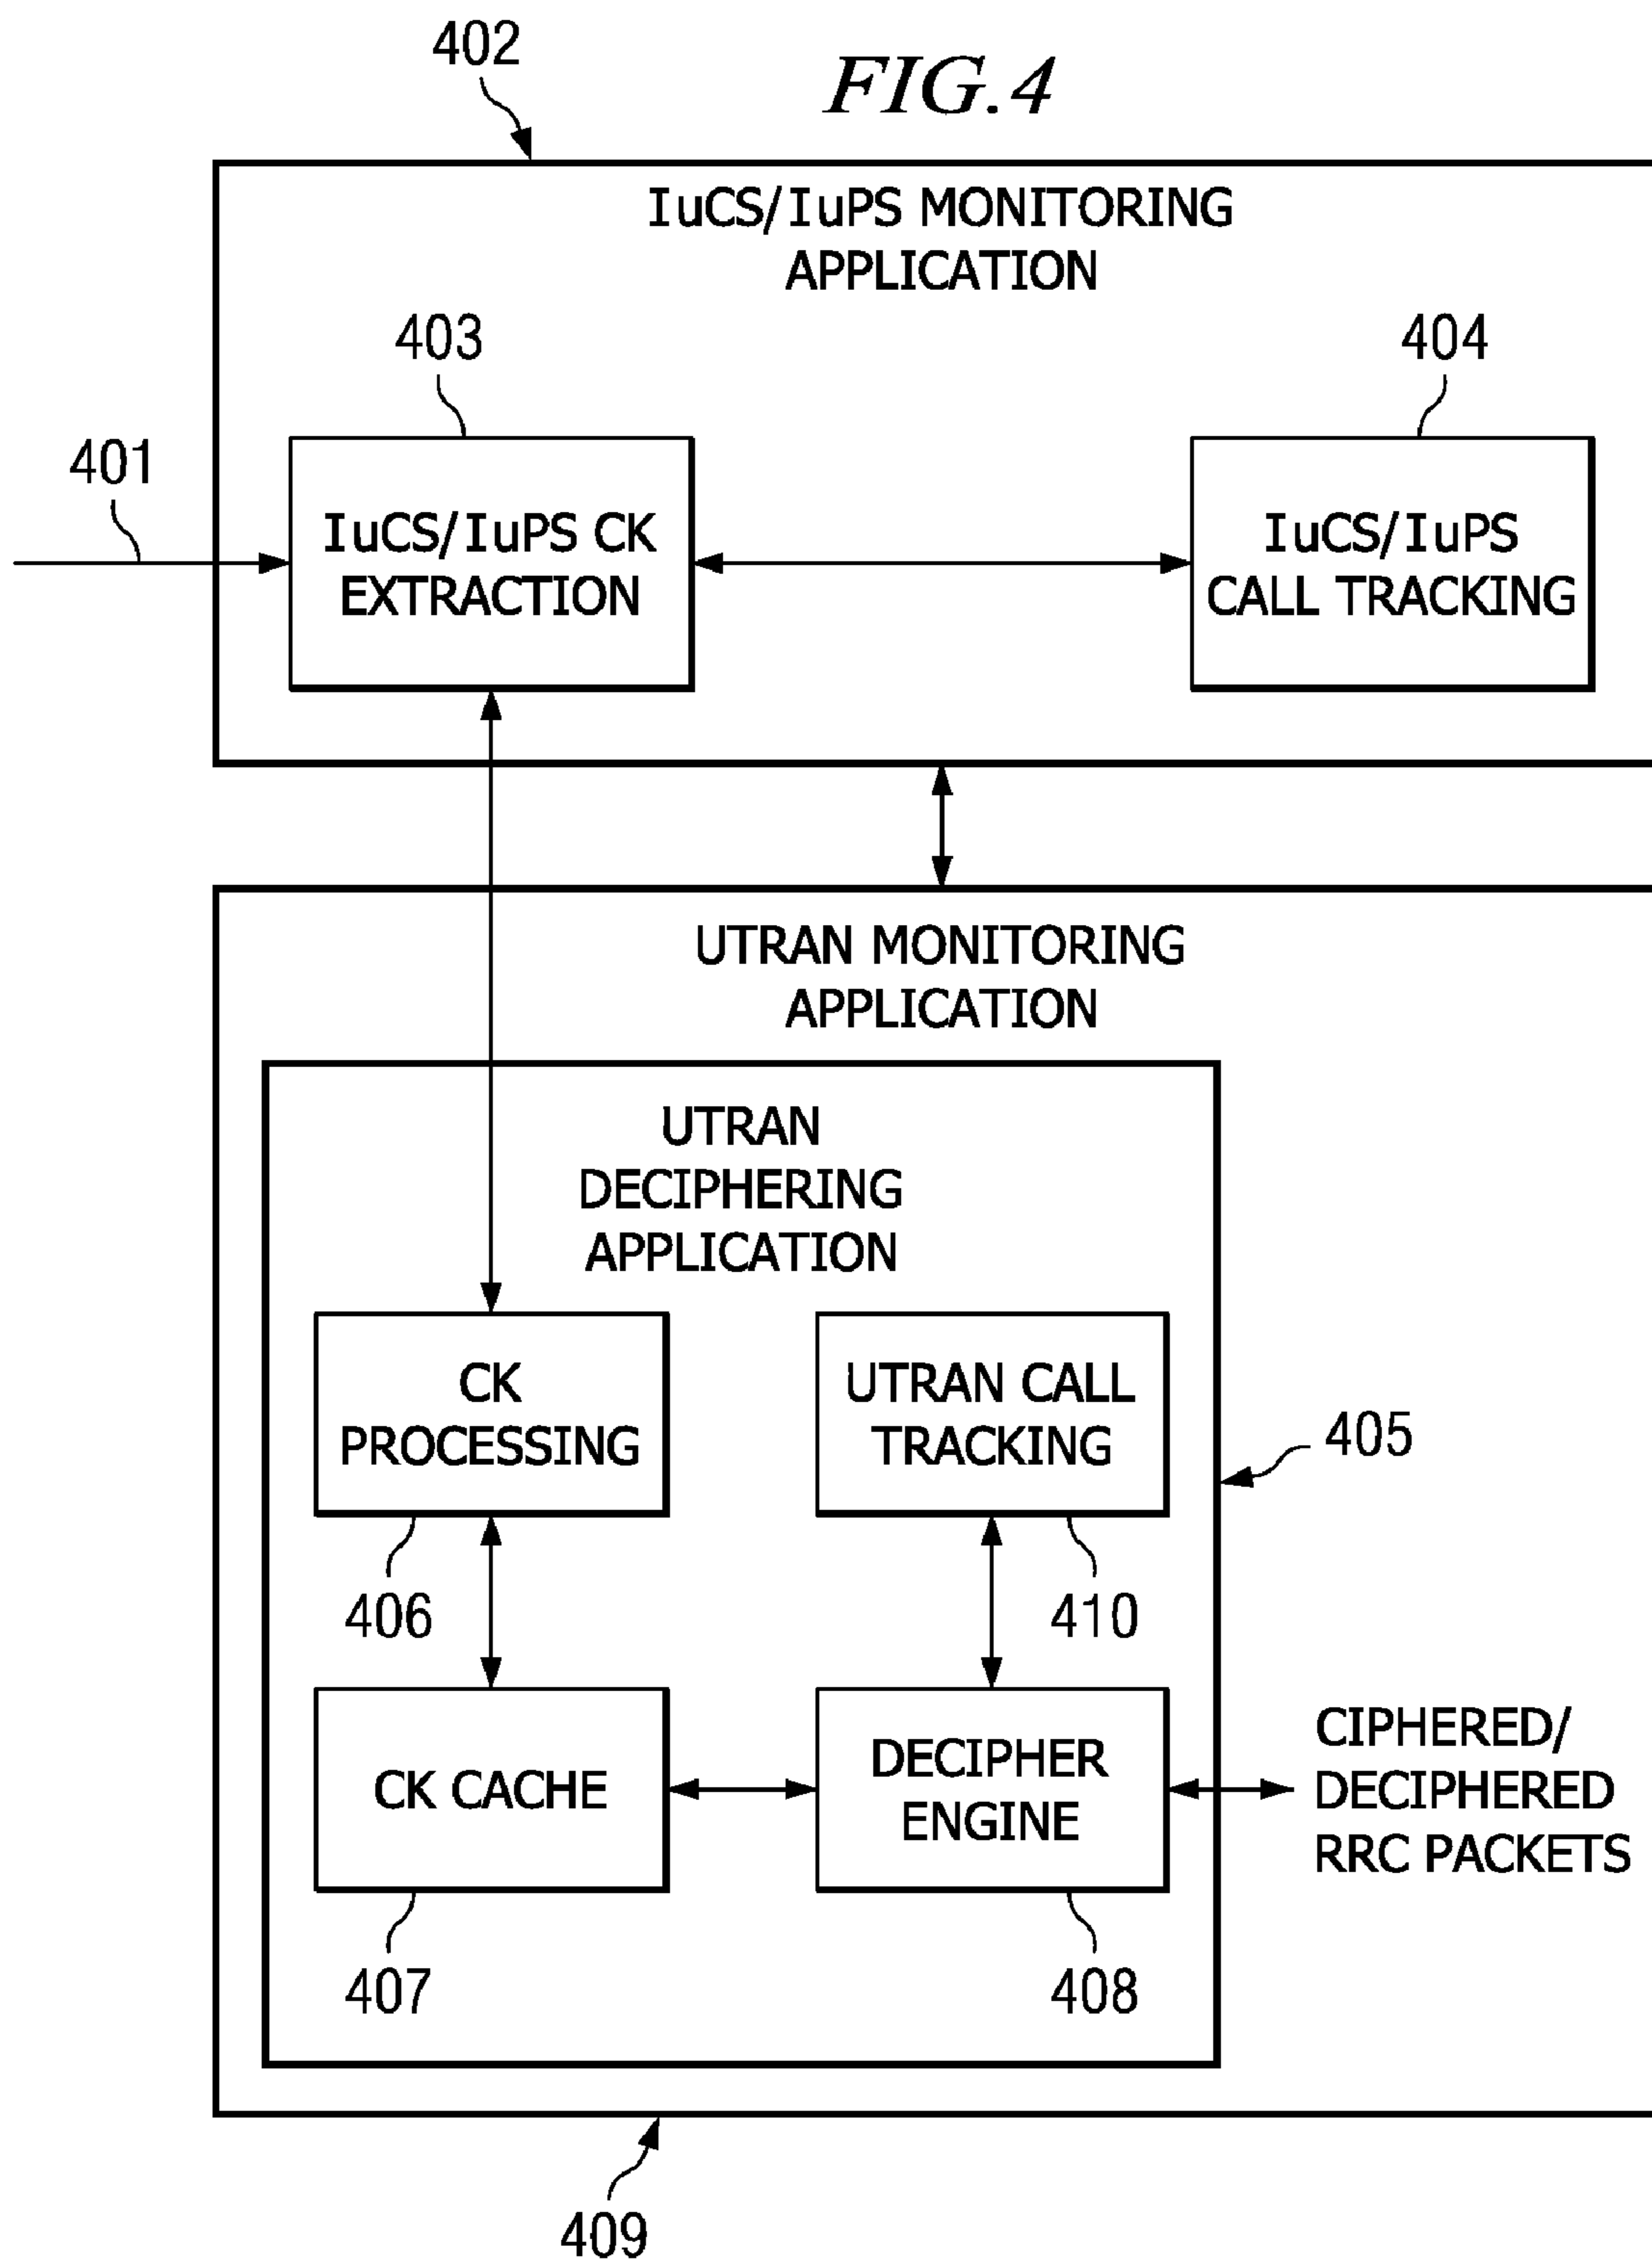 402
FIG. 4
IuCS/IuPS MONITORING
APPLICATION
403
404
401
IuCS/IuPS CK
EXTRACTION
IuCS/IuPS
CALL TRACKING
UTRAN MONITORING
APPLICATION
UTRAN
DECIPHERING
APPLICATION
CK
PROCESSING
UTRAN CALL
TRACKING
405
406
410
CK CACHE
DECIPHER
ENGINE
CIPHERED/
DECIPHERED
RRC PACKETS
407
408
409